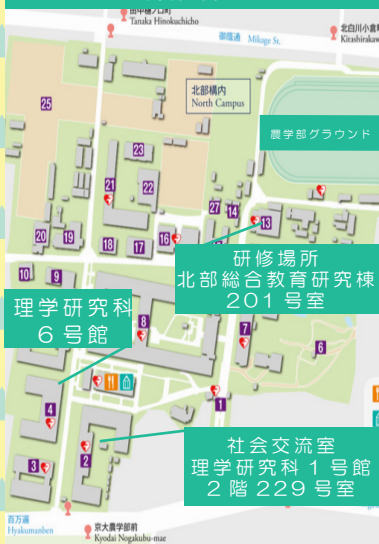 田中樋ノ口町
Tanaka Hinokuchicho
御蔭通 Mikage St.
北白川小倉町
Kitashirakaw
北部構内
North Campus
25
農学部グラウンド
23
21
22
27
14
13
20
19
18
17
16
研修場所
北部総合教育研究棟
201号室
10
9
理学研究科
6号館
8
7
6
4
1
2
3
社会交流室
理学研究科1号館
2階229号室
百万遍
Hyakumanben
京大農学部前
Kyodai Nogakubu-mae